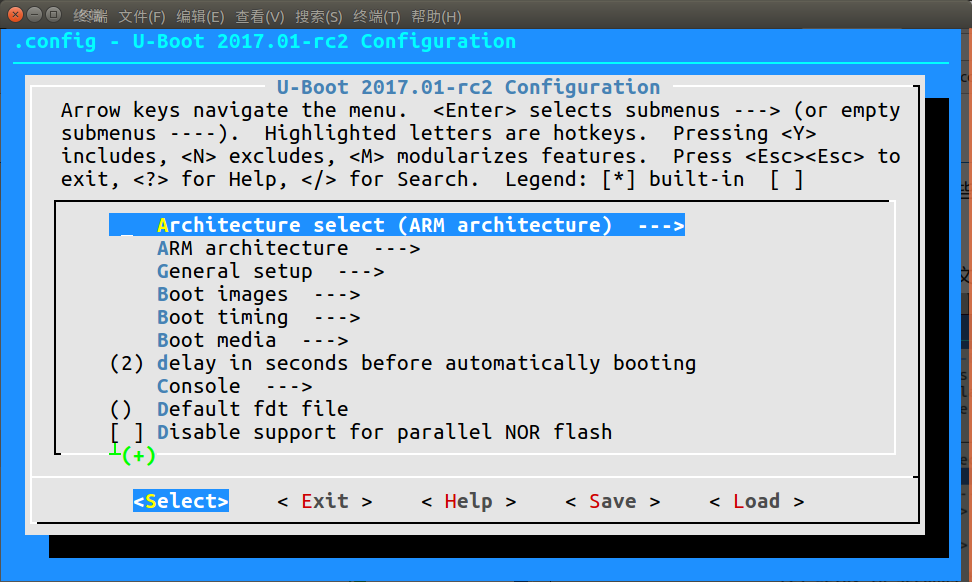 终端 文件(F) 编辑(E) 查看(V) 搜索(S) 终端(T) 帮助(H)
.config - U-Boot 2017.01-rc2 Configuration
U-Boot 2017.01-rc2 Configuration
Arrow keys navigate the menu.  <Enter> selects submenus ---> (or empty
submenus ----).  Highlighted letters are hotkeys.  Pressing <Y>
includes, <N> excludes, <M> modularizes features.  Press <Esc><Esc> to
exit, <?> for Help, </> for Search.  Legend: [*] built-in  [ ]
Architecture select (ARM architecture)  --->
ARM architecture  --->
General setup  --->
Boot images  --->
Boot timing  --->
Boot media  --->
(2) delay in seconds before automatically booting
Console  --->
()  Default fdt file
[ ] Disable support for parallel NOR flash
┴(+)
<Select>    < Exit >    < Help >    < Save >    < Load >